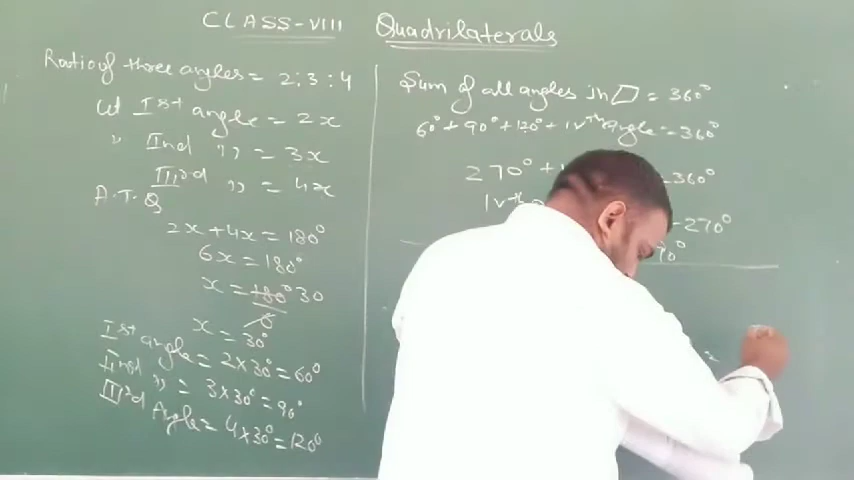 CLASS-VIII Quadrilaterals
Ratio of three angles = 2:3:4
Let Ist angle = 2x
" IInd " = 3x
IIIrd " = 4x
A.T.Q
2x+4x = 180°
6x = 180°
x = 180° 30
6
x = 30°
Ist angle = 2x30° = 60°
IInd " = 3x30° = 90°
IIIrd Angle = 4x30° = 120°
Sum of all angles in ▱ = 360°
60° + 90° + 120° + IVth angle = 360°
270° + = 360°
IVth - 270°
90°